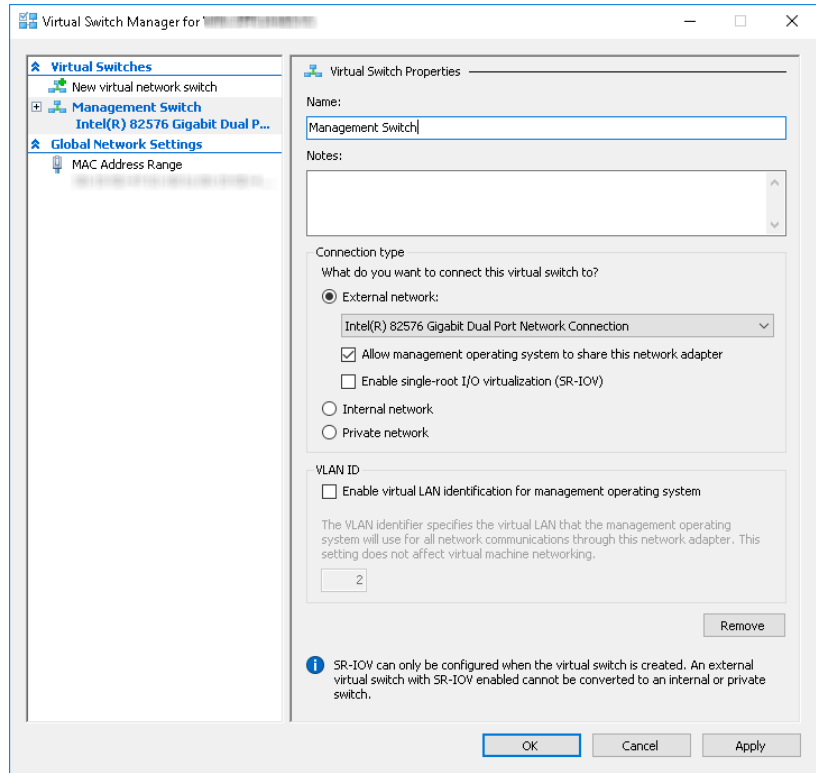 Virtual Switch Manager for
Virtual Switches
New virtual network switch
Management Switch
Intel(R) 82576 Gigabit Dual P...
Global Network Settings
MAC Address Range
Virtual Switch Properties
Name:
Management Switch
Notes:
Connection type
What do you want to connect this virtual switch to?
External network:
Intel(R) 82576 Gigabit Dual Port Network Connection
Allow management operating system to share this network adapter
Enable single-root I/O virtualization (SR-IOV)
Internal network
Private network
VLAN ID
Enable virtual LAN identification for management operating system
The VLAN identifier specifies the virtual LAN that the management operating
system will use for all network communications through this network adapter. This
setting does not affect virtual machine networking.
2
Remove
SR-IOV can only be configured when the virtual switch is created. An external
virtual switch with SR-IOV enabled cannot be converted to an internal or private
switch.
OK
Cancel
Apply